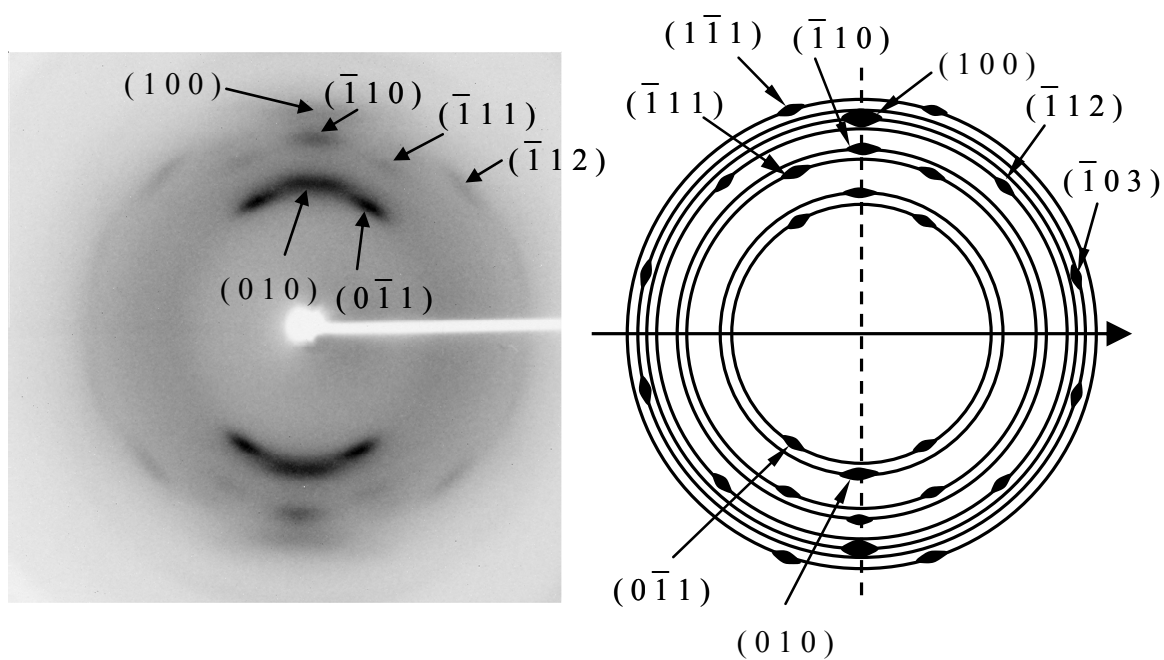 (1 0 0)
(1̅ 1 0)
(1̅ 1 1)
(1̅ 1 2)
(0 1 0)
(0 1̅ 1)
(1 1̅ 1)
(1̅ 1 0)
(1 0 0)
(1̅ 1 1)
(1̅ 1 2)
(1̅ 0 3)
(0 1̅ 1)
(0 1 0)